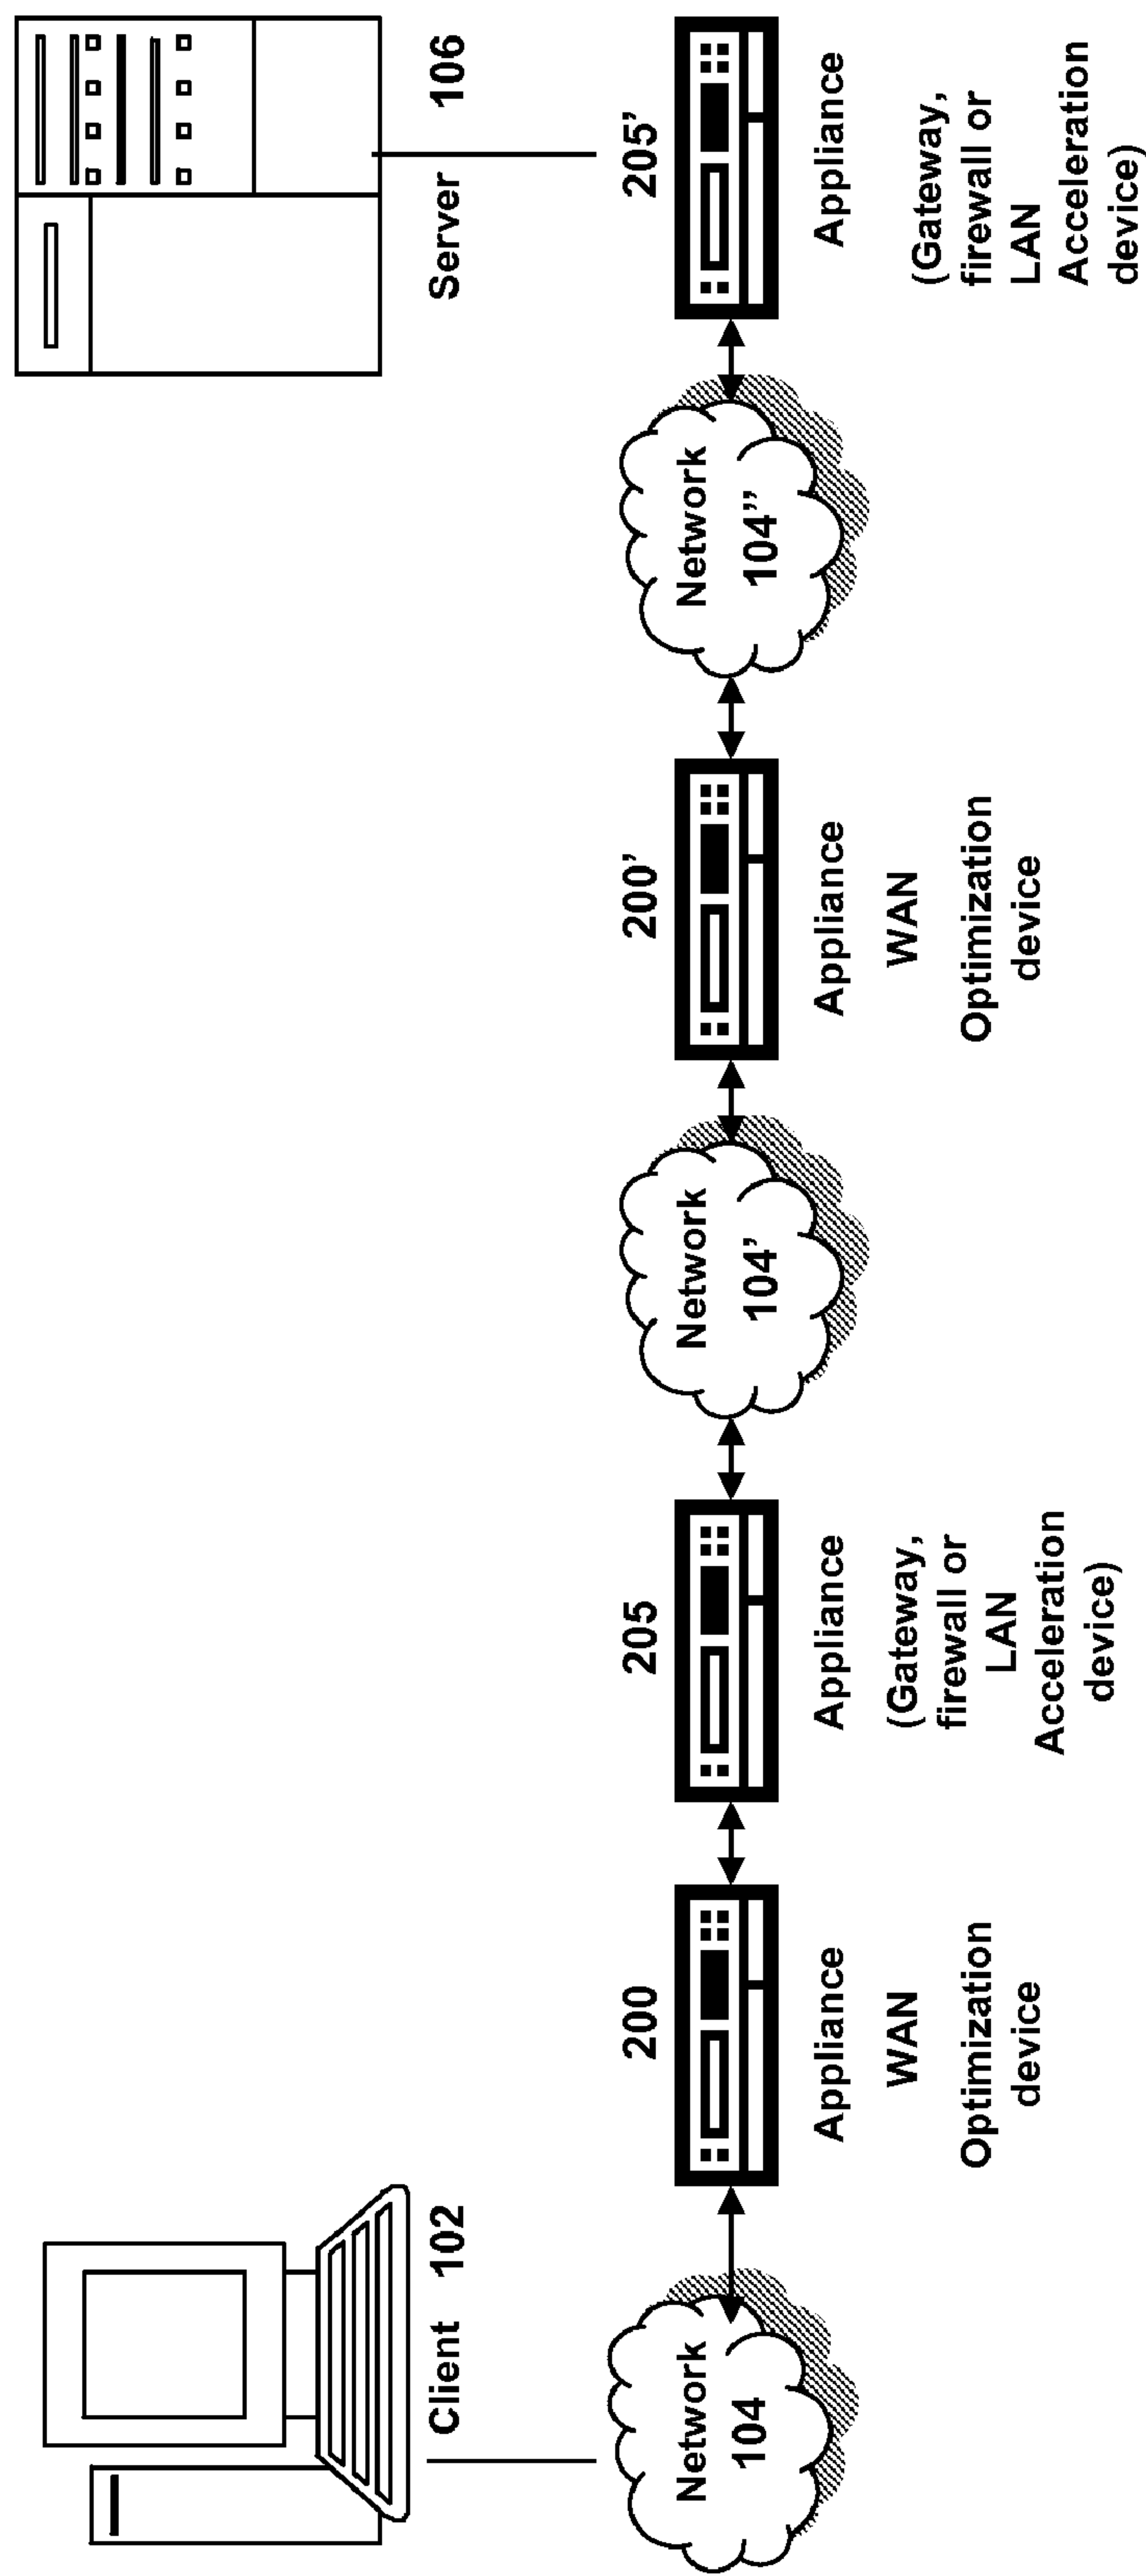 Client 102
Server 106
Network
104
200
Appliance
WAN
Optimization
device
205
Appliance
(Gateway,
firewall or
LAN
Acceleration
device)
Network
104’
200’
Appliance
WAN
Optimization
device
Network
104”
205’
Appliance
(Gateway,
firewall or
LAN
Acceleration
device)